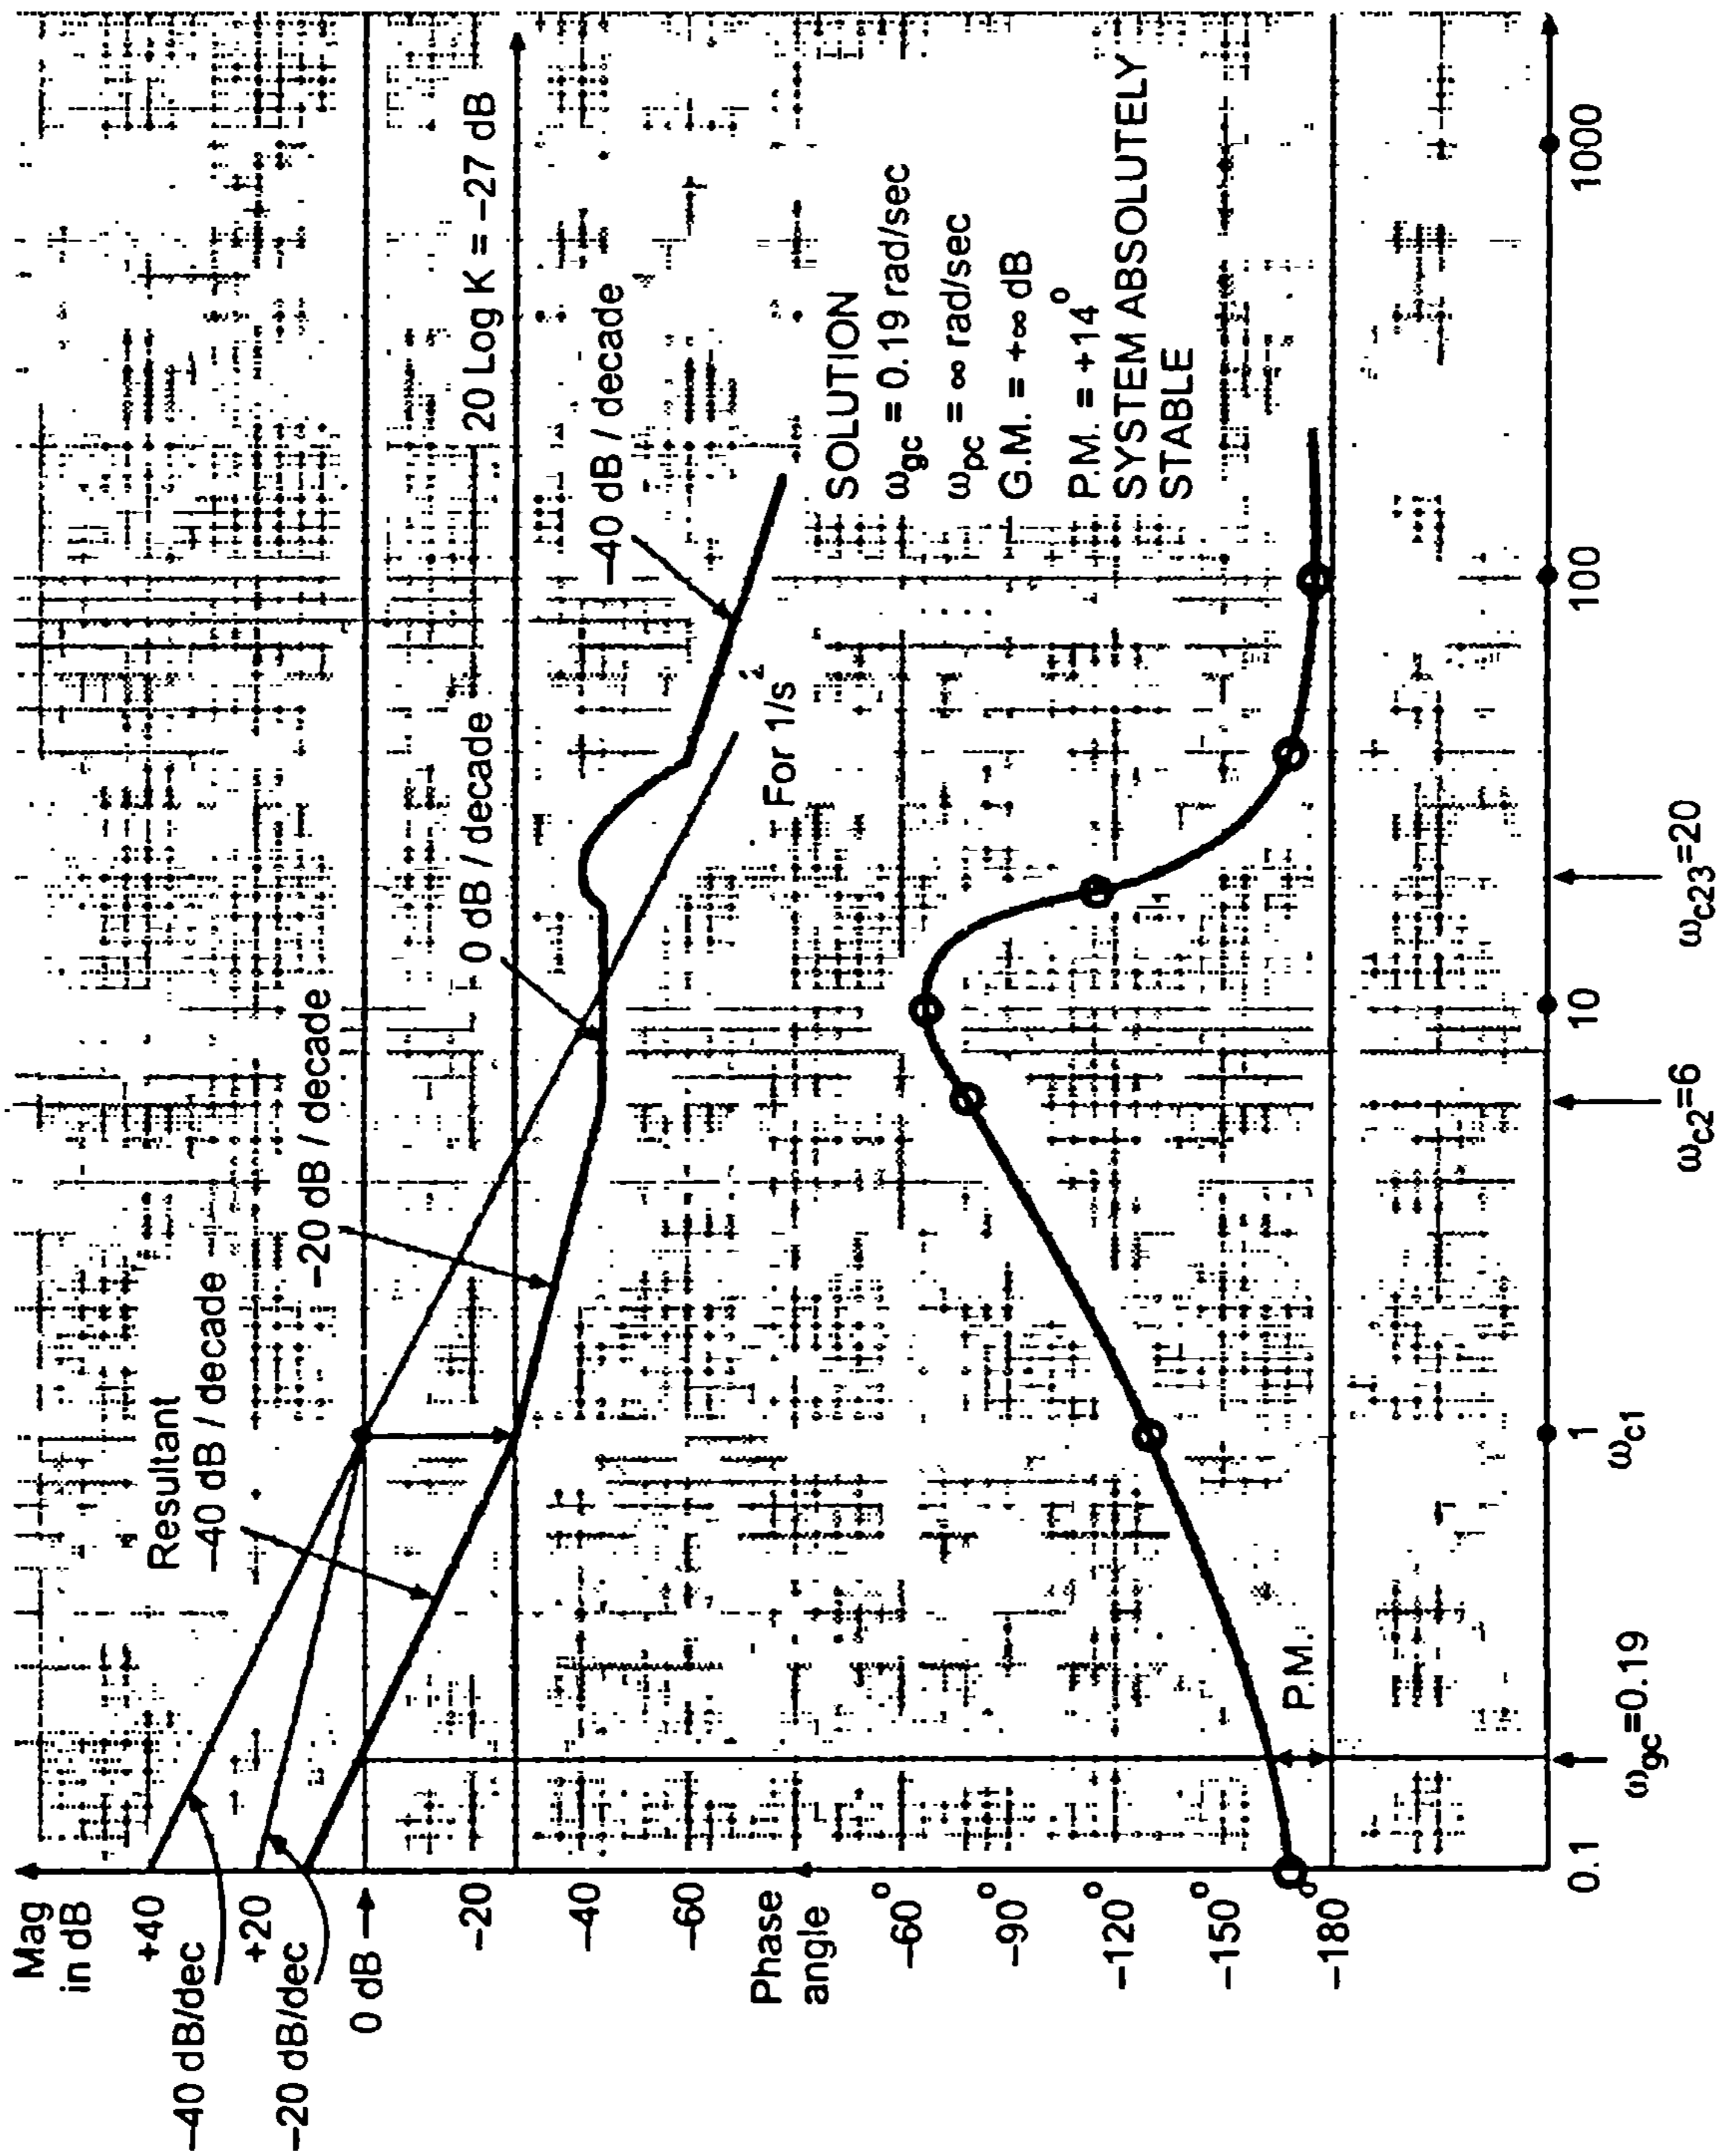 Mag
in dB
+40
-40 dB/dec
+20
-20 dB/dec
0 dB
-20
-40
-60
Phase
angle
-60°
-90°
-120°
-150°
-180°
Resultant
-40 dB / decade
-20 dB / decade
0 dB / decade
20 Log K = -27 dB
-40 dB / decade
For 1/s²
SOLUTION
ωgc = 0.19 rad/sec
ωpc = ∞ rad/sec
G.M. = +∞ dB
P.M. = +14°
SYSTEM ABSOLUTELY
STABLE
P.M.
0.1
1
10
100
1000
ωgc=0.19
ωc1
ωc2=6
ωc23=20